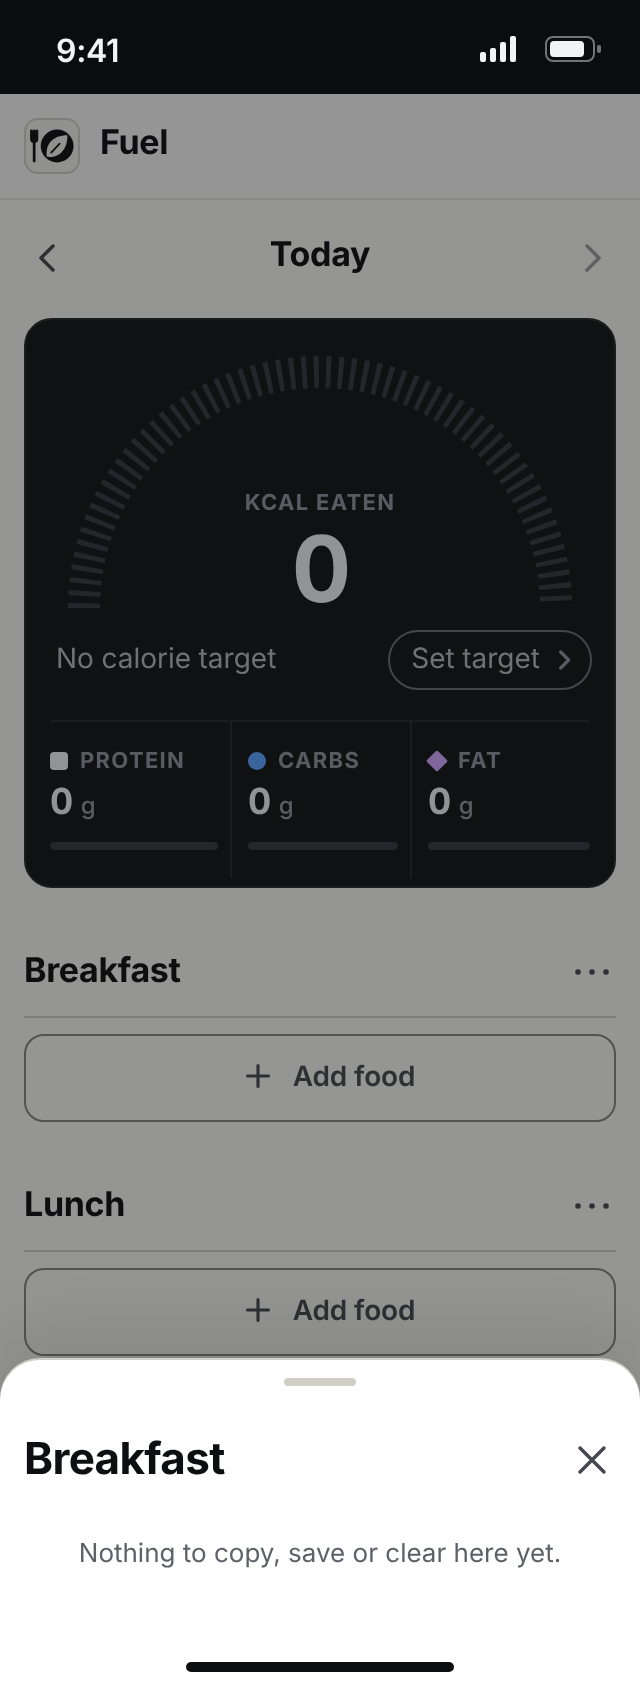 9:41
Fuel
Today
KCAL EATEN
0
No calorie target
Set target
PROTEIN
CARBS
FAT
0 g
0 g
0 g
Breakfast
Add food
Lunch
Add food
Breakfast
Nothing to copy, save or clear here yet.